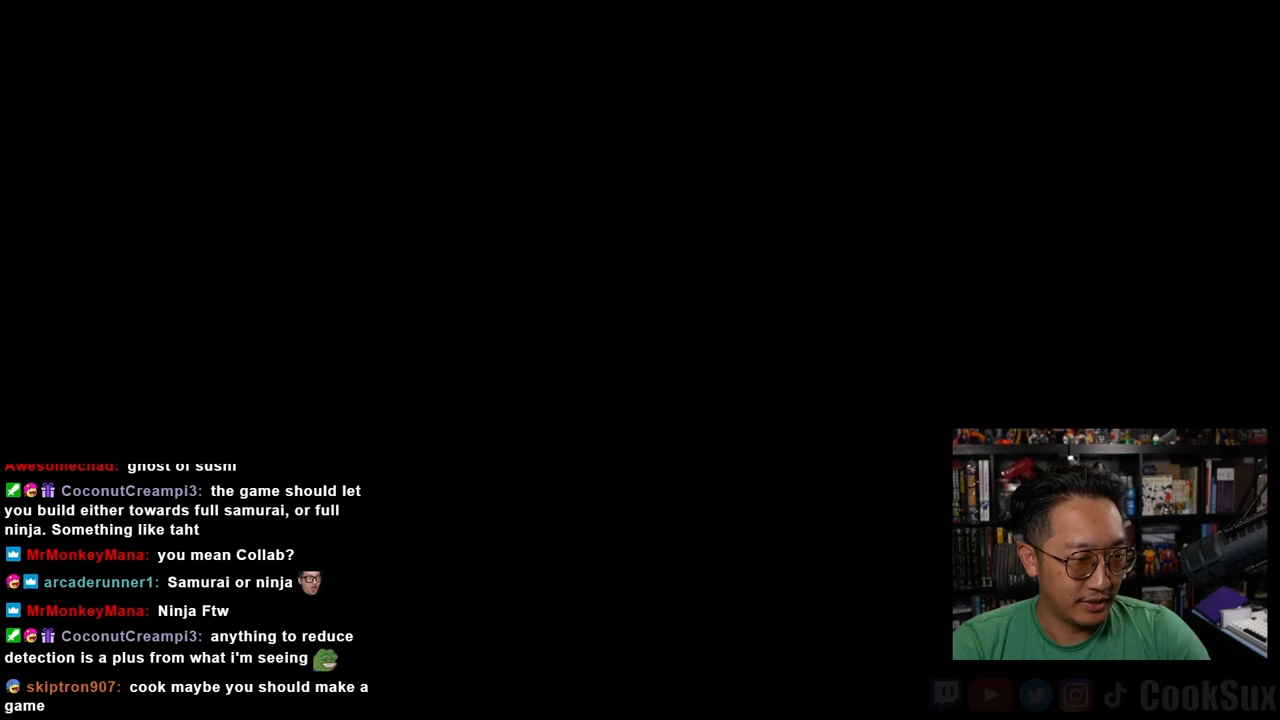 Awesomechad: ghost of sushi
CoconutCreampi3: the game should let
you build either towards full samurai, or full
ninja. Something like taht
MrMonkeyMana: you mean Collab?
arcaderunner1: Samurai or ninja
MrMonkeyMana: Ninja Ftw
CoconutCreampi3: anything to reduce
detection is a plus from what i'm seeing
skiptron907: cook maybe you should make a
game
CookSux